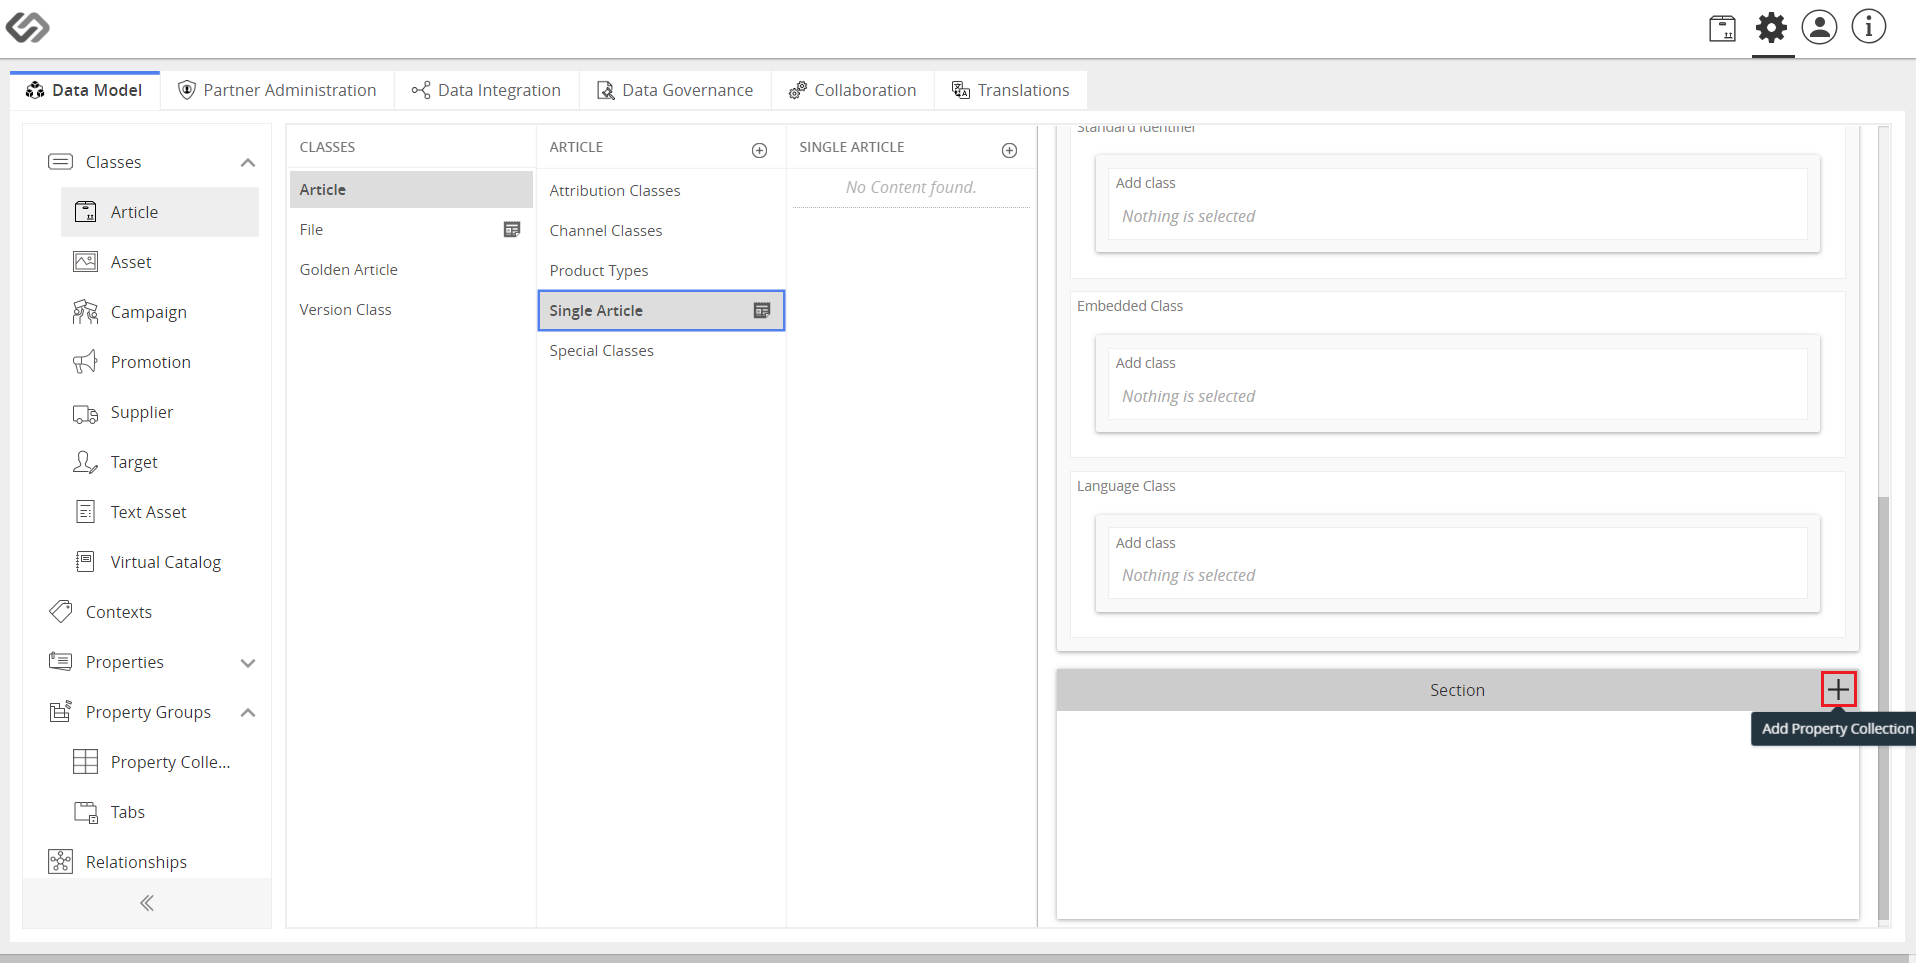 Data Model
Partner Administration
Data Integration
Data Governance
Collaboration
Translations
Classes
Article
Asset
Campaign
Promotion
Supplier
Target
Text Asset
Virtual Catalog
Contexts
Properties
Property Groups
Property Colle...
Tabs
Relationships
CLASSES
Article
File
Golden Article
Version Class
ARTICLE
Attribution Classes
Channel Classes
Product Types
Single Article
Special Classes
SINGLE ARTICLE
No Content found.
Standard Identifier
Add class
Nothing is selected
Embedded Class
Add class
Nothing is selected
Language Class
Add class
Nothing is selected
Section
Add Property Collection